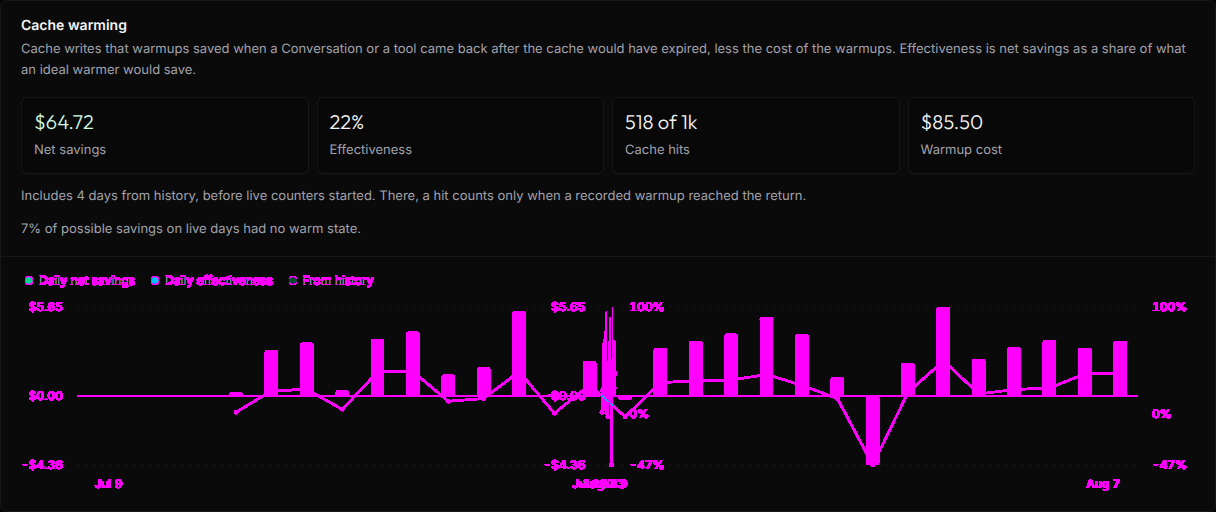 Cache warming
Cache writes that warmups saved when a Conversation or a tool came back after the cache would have expired, less the cost of the warmups. Effectiveness is net savings as a share of what
an ideal warmer would save.
$64.72
Net savings
22%
Effectiveness
518 of 1k
Cache hits
$85.50
Warmup cost
Includes 4 days from history, before live counters started. There, a hit counts only when a recorded warmup reached the return.
7% of possible savings on live days had no warm state.
Daily net savings
Daily effectiveness
From history
$5.65 $5.65 100% 100%
$0.00 $0.00
0% 0%
-$4.36 -$4.36 -47% -47%
Jul 9 Aug 7